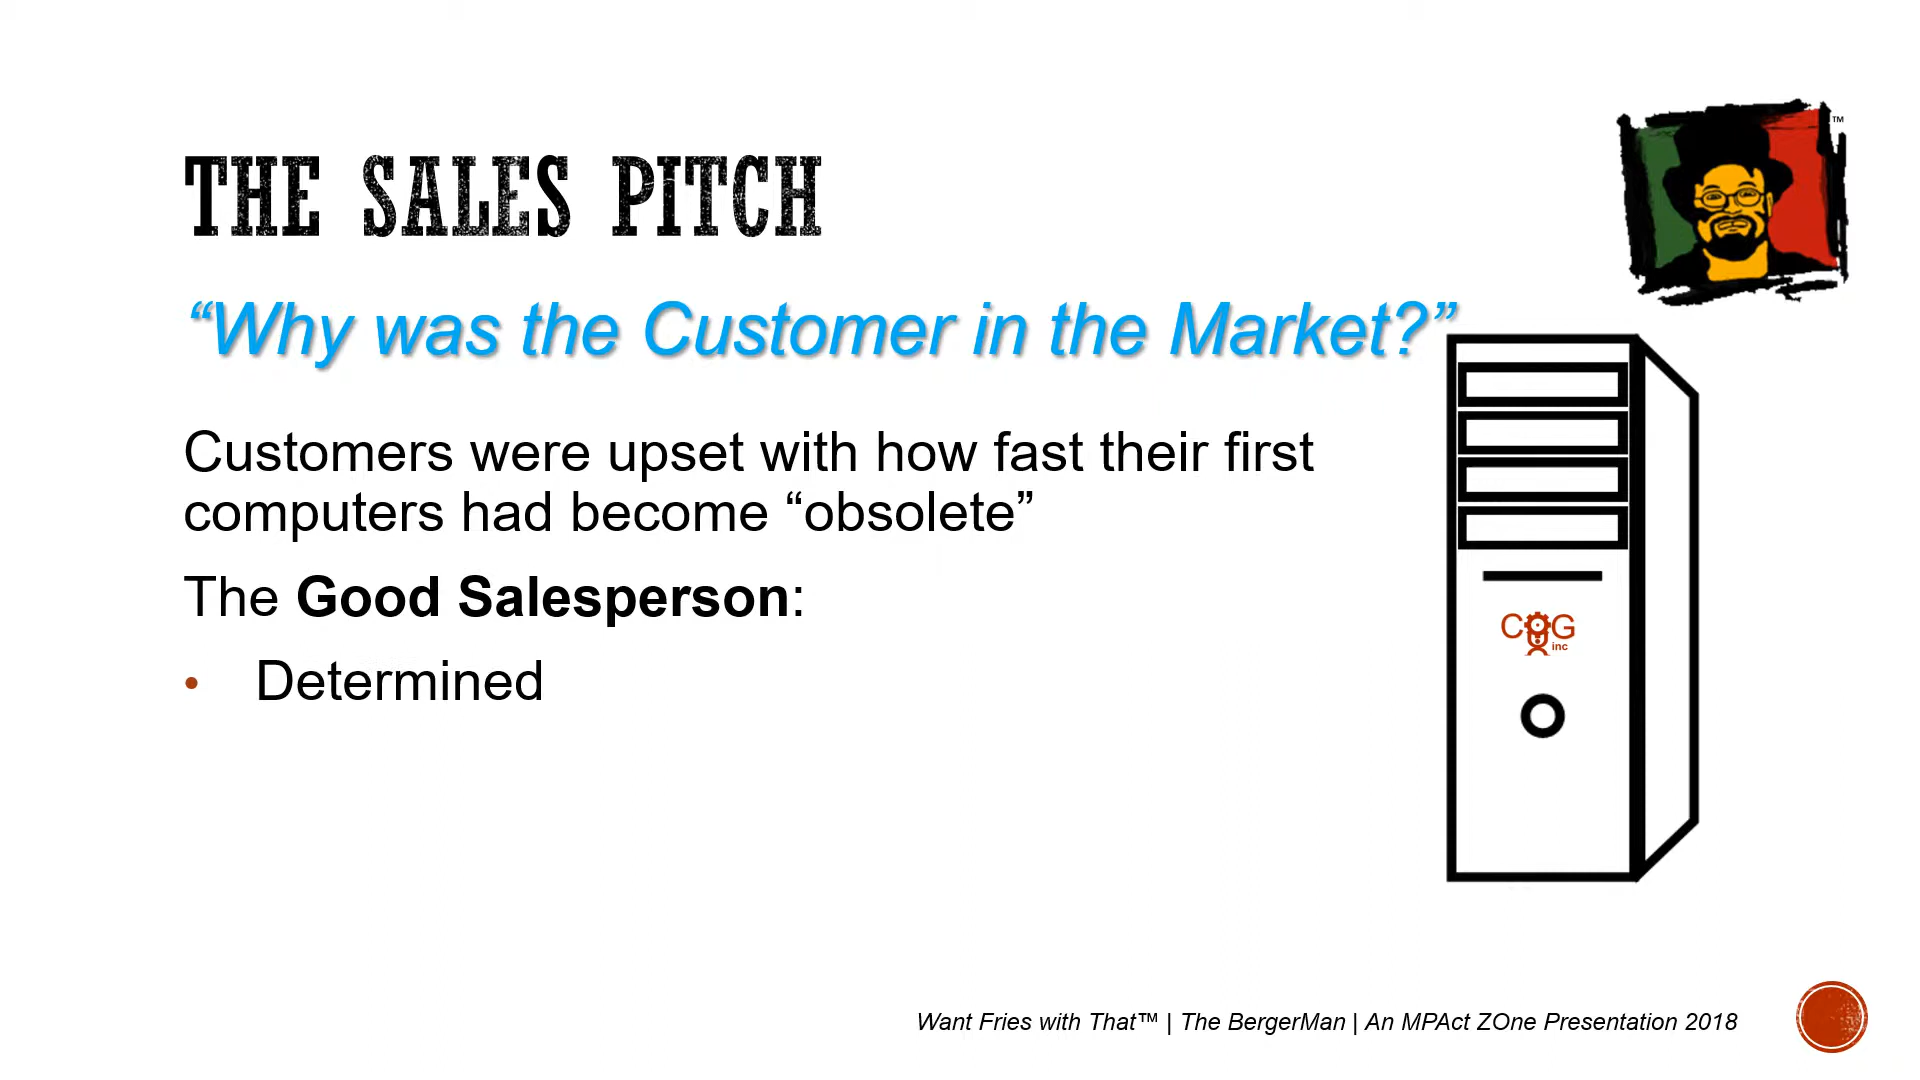 THE SALES PITCH
™
“Why was the Customer in the Market?”
Customers were upset with how fast their first
computers had become “obsolete”
The Good Salesperson:
• Determined
COG
inc
Want Fries with That™ | The BergerMan | An MPAct ZOne Presentation 2018